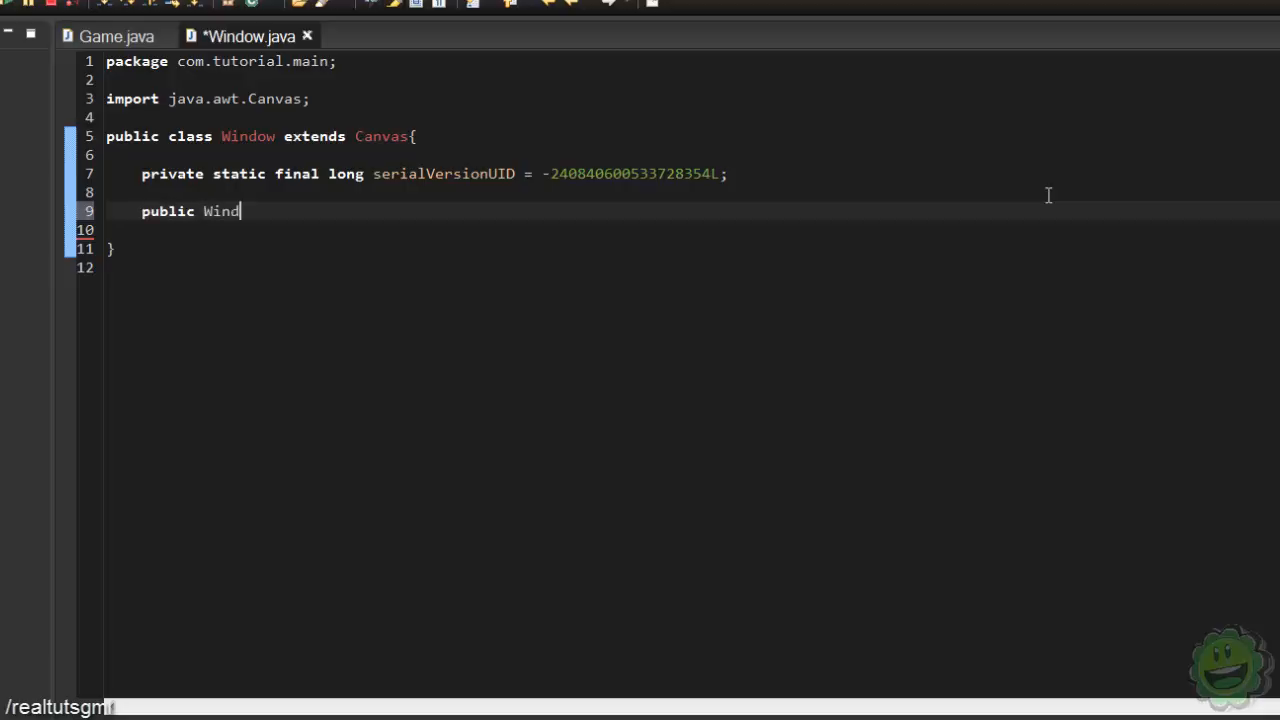 Game.java *Window.java
1 package com.tutorial.main;
2
3 import java.awt.Canvas;
4
5 public class Window extends Canvas{
6
7 private static final long serialVersionUID = -240840600533728354L;
8
9 public Wind
10
11 }
12
/realtutsgm